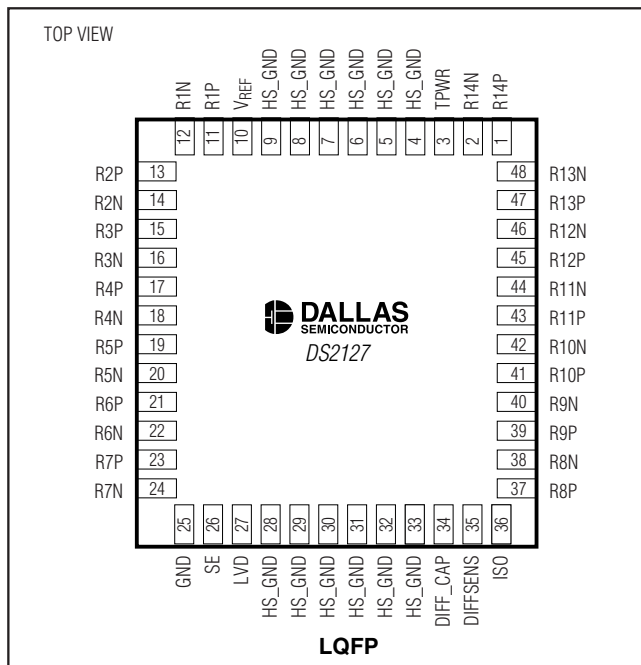 TOP VIEW
R1N
R1P
VREF
HS_GND
HS_GND
HS_GND
HS_GND
HS_GND
HS_GND
TPWR
R14N
R14P
12
11
10
9
8
7
6
5
4
3
2
1
R2P 13
R2N 14
R3P 15
R3N 16
R4P 17
R4N 18
R5P 19
R5N 20
R6P 21
R6N 22
R7P 23
R7N 24
DALLAS
SEMICONDUCTOR
DS2127
48 R13N
47 R13P
46 R12N
45 R12P
44 R11N
43 R11P
42 R10N
41 R10P
40 R9N
39 R9P
38 R8N
37 R8P
25
26
27
28
29
30
31
32
33
34
35
36
GND
SE
LVD
HS_GND
HS_GND
HS_GND
HS_GND
HS_GND
HS_GND
DIFF_CAP
DIFFSENS
ISO
LQFP